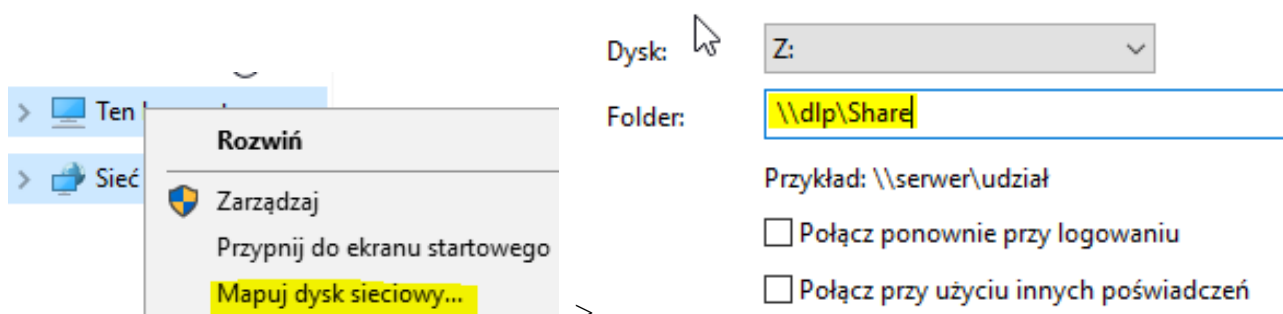 Ten
Sieć
Rozwiń
Zarządzaj
Przypnij do ekranu startowego
Mapuj dysk sieciowy...
>
Dysk:
Z:
Folder:
\\dlp\Share
Przykład: \\serwer\udział
Połącz ponownie przy logowaniu
Połącz przy użyciu innych poświadczeń